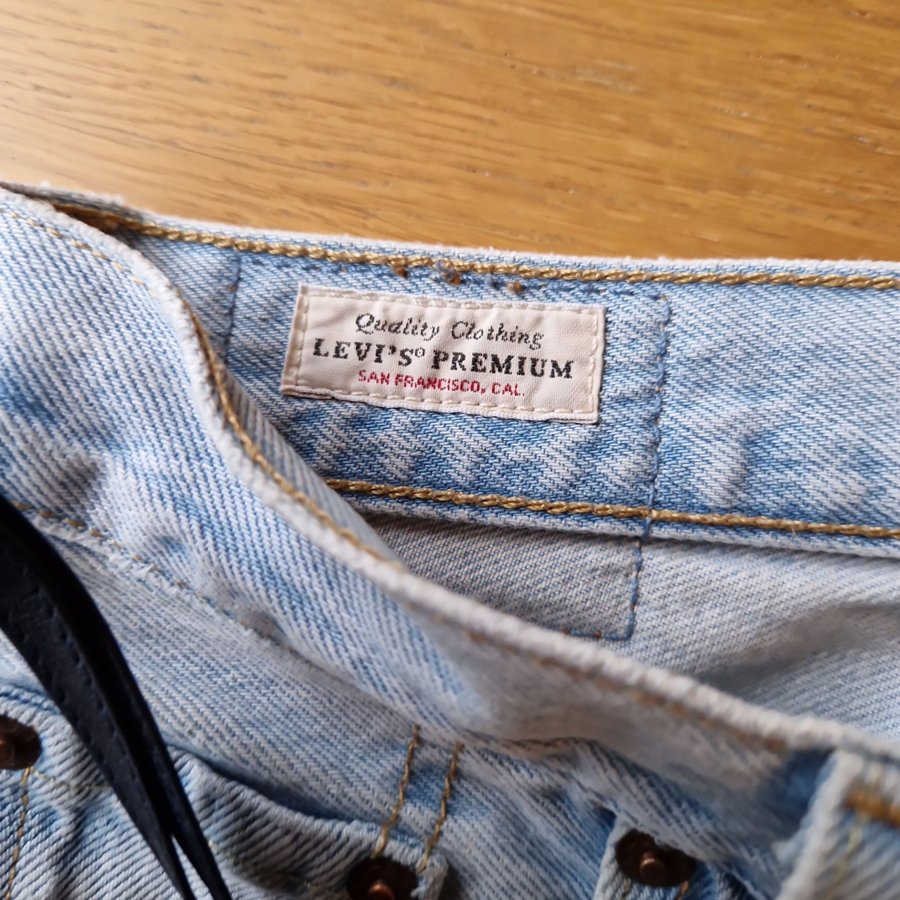 Quality Clothing
LEVI'S® PREMIUM
SAN FRANCISCO, CAL.